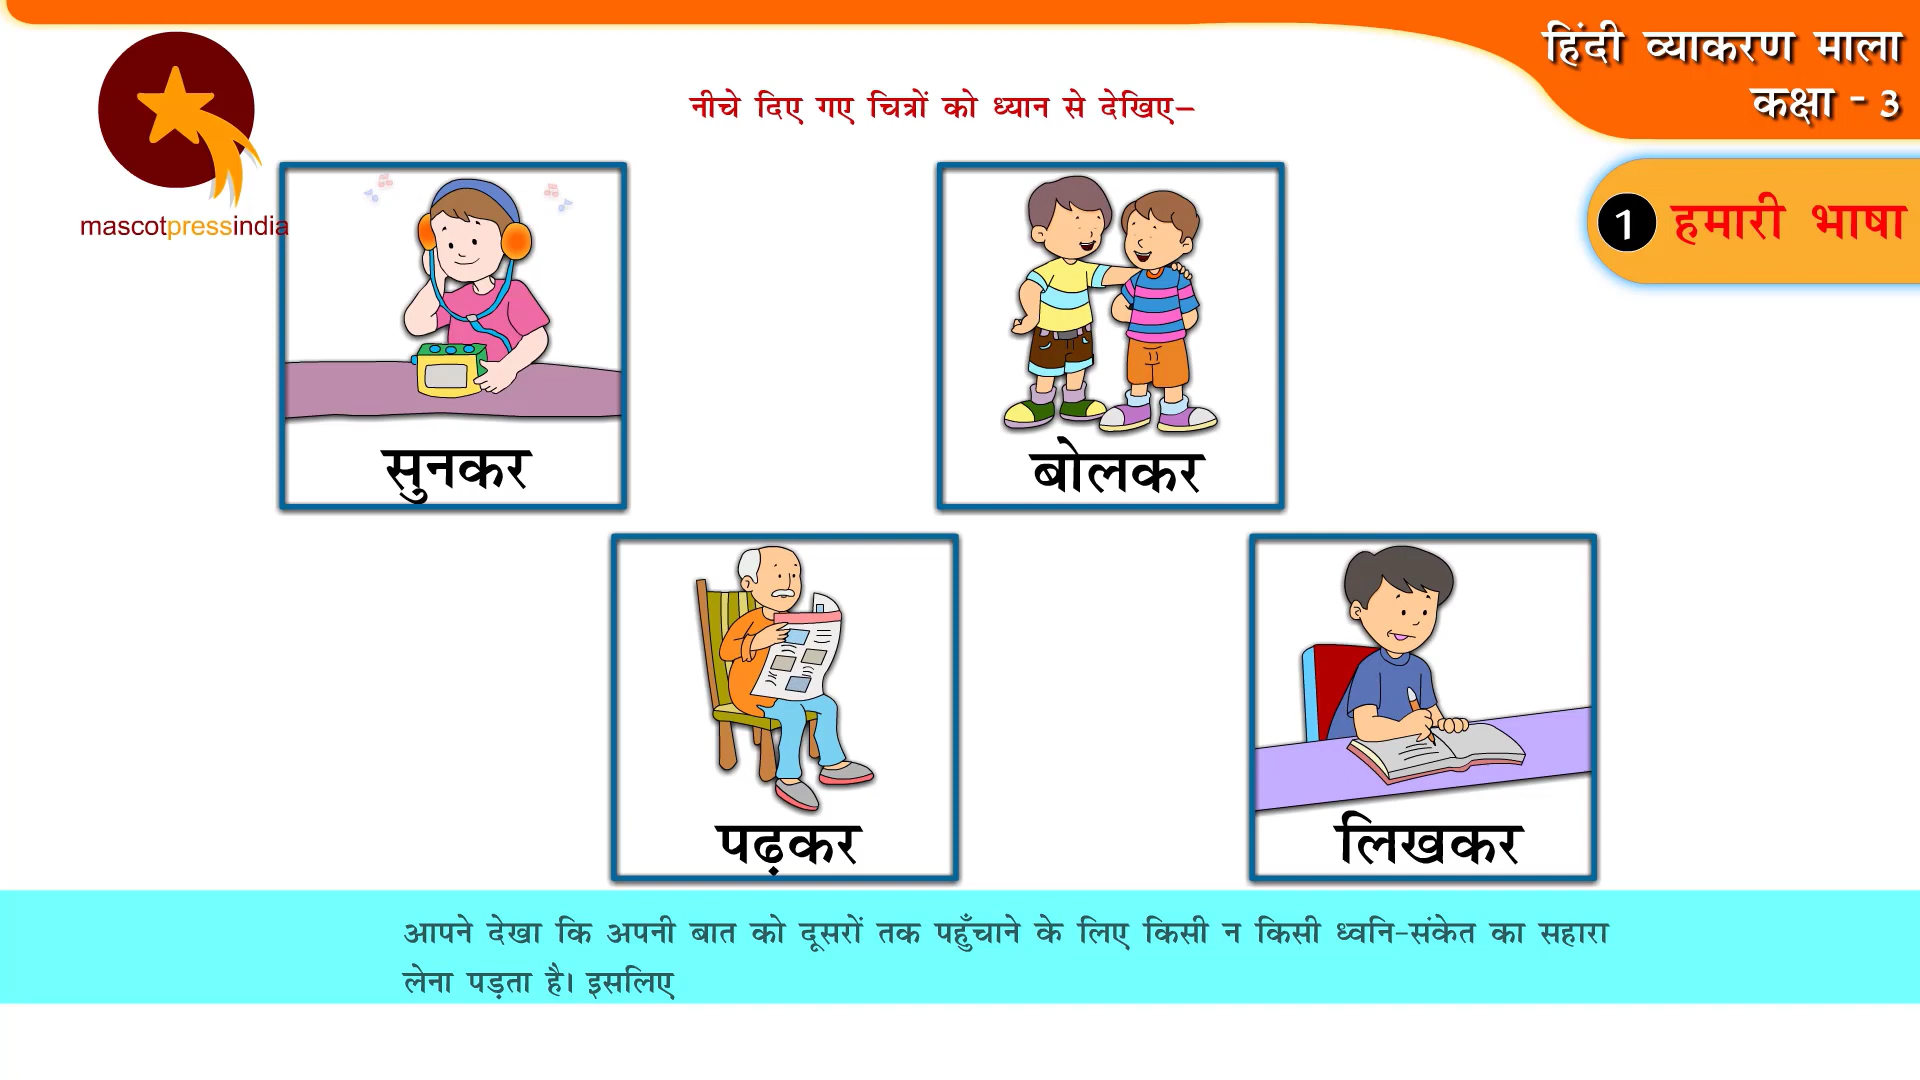 हिंदी व्याकरण माला
कक्षा - 3
mascotpressindia
नीचे दिए गए चित्रों को ध्यान से देखिए–
1 हमारी भाषा
सुनकर
बोलकर
पढ़कर
लिखकर
आपने देखा कि अपनी बात को दूसरों तक पहुँचाने के लिए किसी न किसी ध्वनि-संकेत का सहारा
लेना पड़ता है। इसलिए